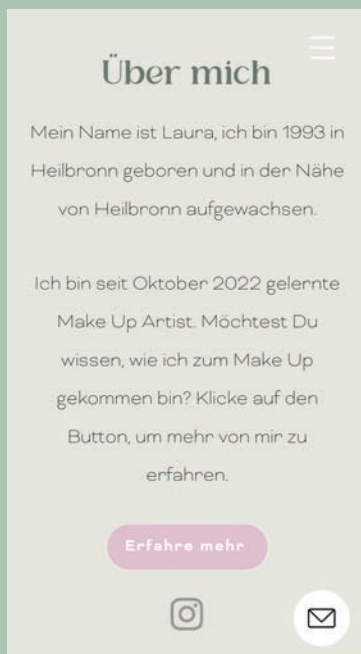 Über mich
Mein Name ist Laura, ich bin 1993 in
Heilbronn geboren und in der Nähe
von Heilbronn aufgewachsen.
Ich bin seit Oktober 2022 gelernte
Make Up Artist. Möchtest Du
wissen, wie ich zum Make Up
gekommen bin? Klicke auf den
Button, um mehr von mir zu
erfahren.
Erfahre mehr